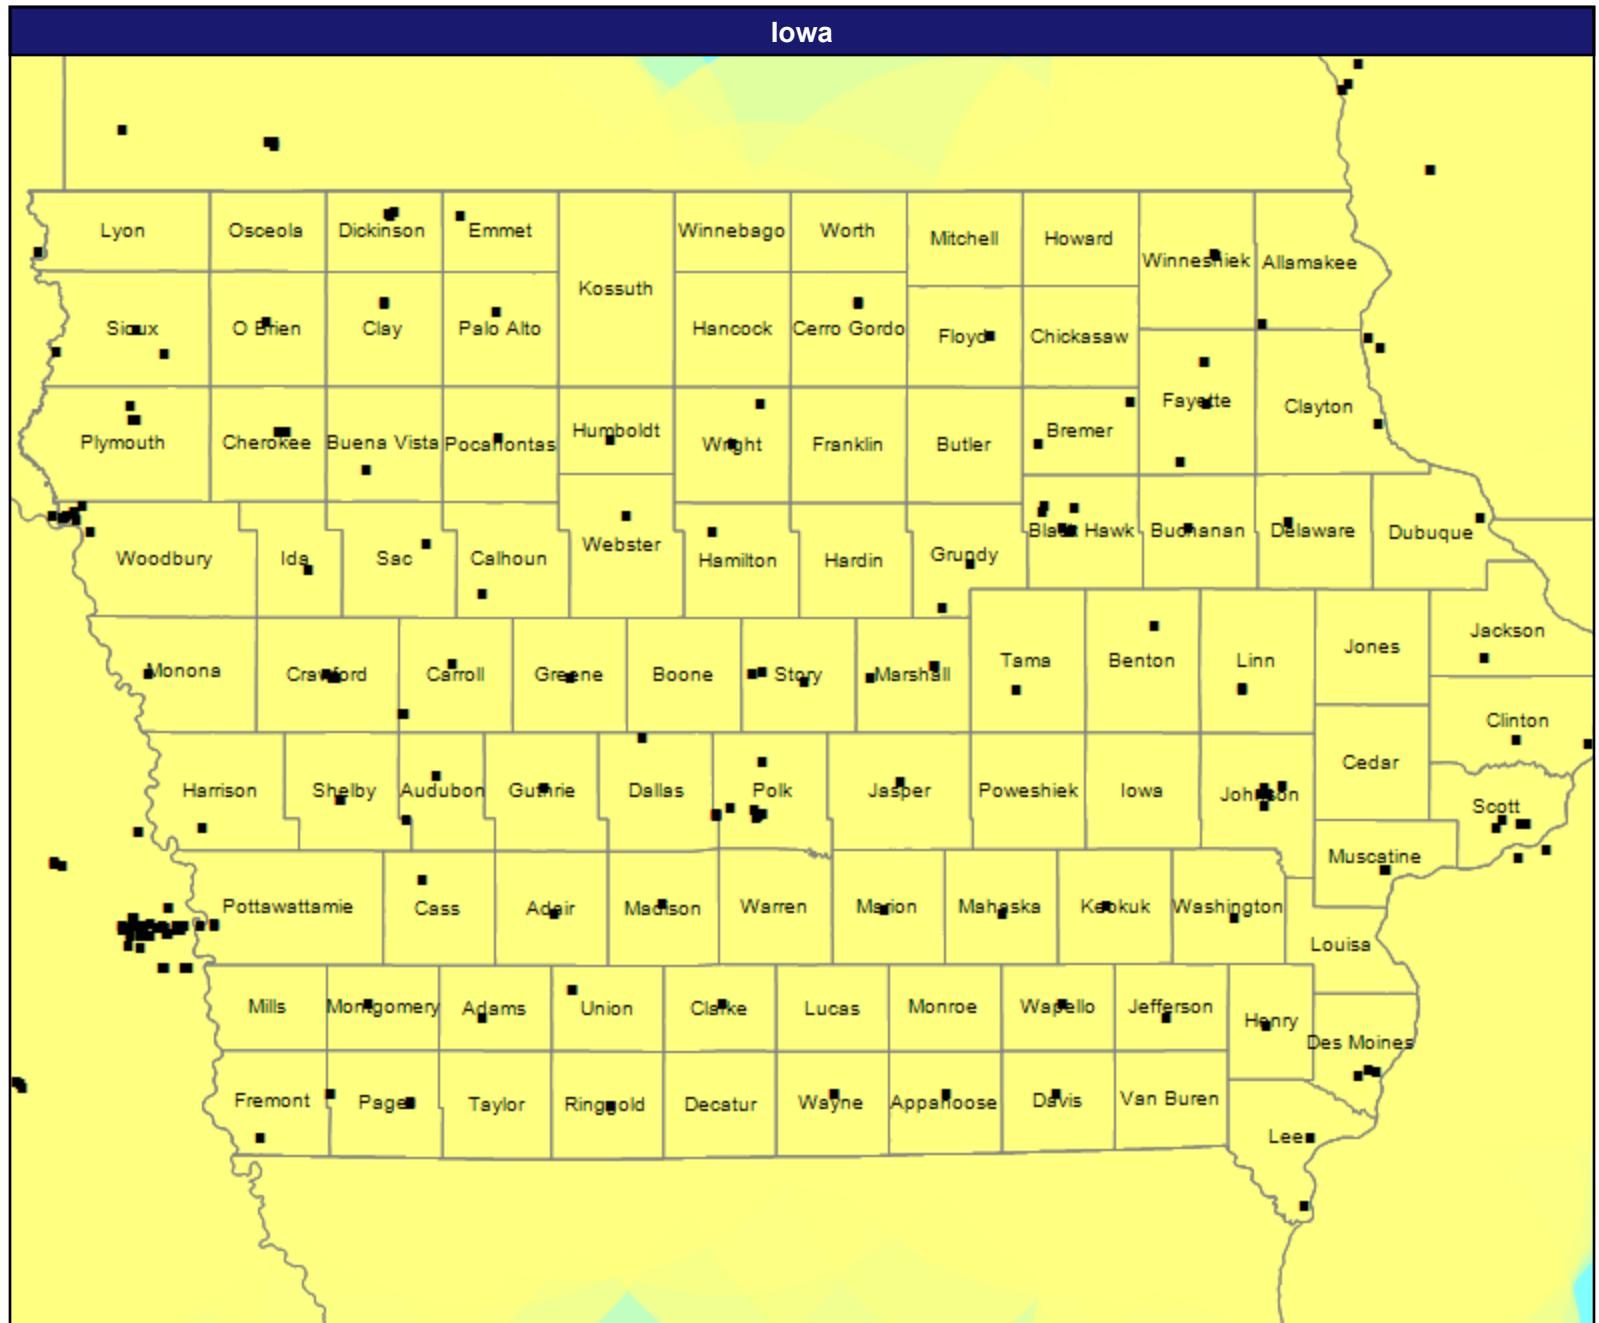 Iowa
Lyon
Osceola
Dickinson
Emmet
Winnebago
Worth
Mitchell
Howard
Winneshiek
Allamakee
Kossuth
Sioux
O Brien
Clay
Palo Alto
Hancock
Cerro Gordo
Floyd
Chickasaw
Fayette
Clayton
Plymouth
Cherokee
Buena Vista
Pocahontas
Humboldt
Wright
Franklin
Butler
Bremer
Woodbury
Ida
Sac
Calhoun
Webster
Hamilton
Hardin
Grundy
Black Hawk
Buchanan
Delaware
Dubuque
Monona
Crawford
Carroll
Greene
Boone
Story
Marshall
Tama
Benton
Linn
Jones
Jackson
Clinton
Harrison
Shelby
Audubon
Guthrie
Dallas
Polk
Jasper
Poweshiek
Iowa
Johnson
Cedar
Scott
Muscatine
Pottawattamie
Cass
Adair
Madison
Warren
Marion
Mahaska
Keokuk
Washington
Louisa
Mills
Montgomery
Adams
Union
Clarke
Lucas
Monroe
Wapello
Jefferson
Henry
Des Moines
Fremont
Page
Taylor
Ringgold
Decatur
Wayne
Appanoose
Davis
Van Buren
Lee